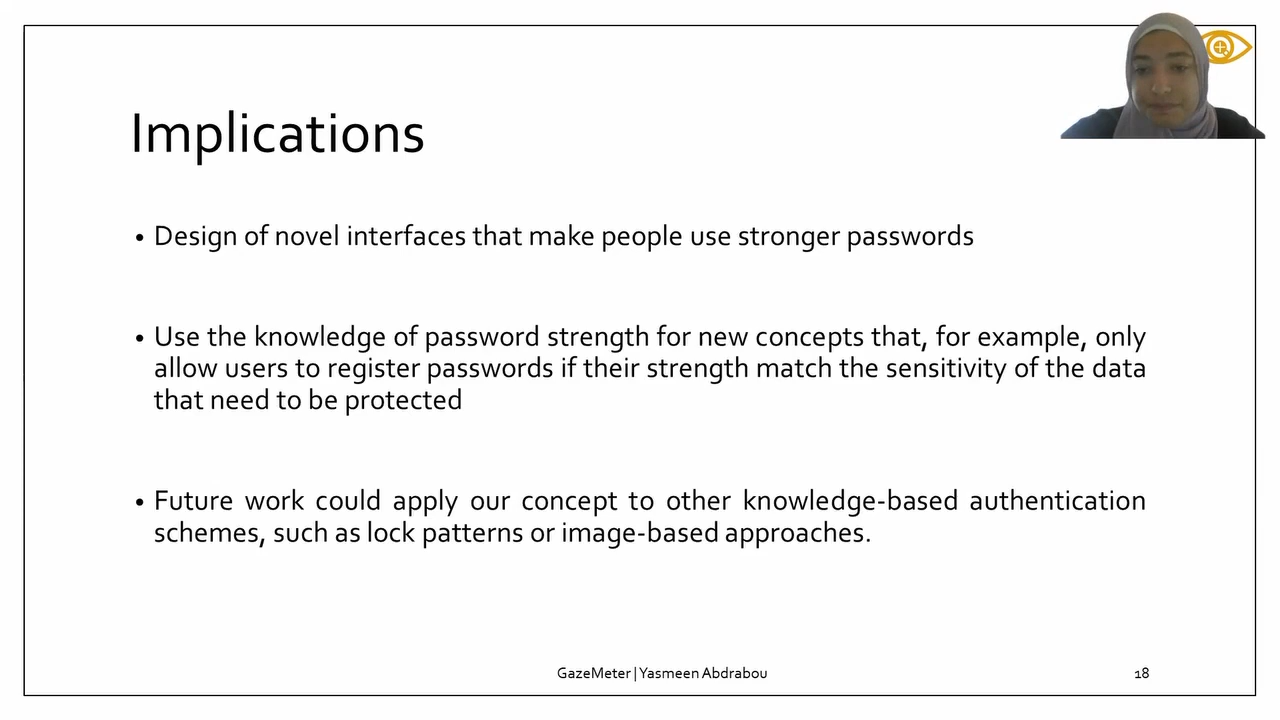 Implications
• Design of novel interfaces that make people use stronger passwords
• Use the knowledge of password strength for new concepts that, for example, only
allow users to register passwords if their strength match the sensitivity of the data
that need to be protected
• Future work could apply our concept to other knowledge-based authentication
schemes, such as lock patterns or image-based approaches.
GazeMeter | Yasmeen Abdrabou
18